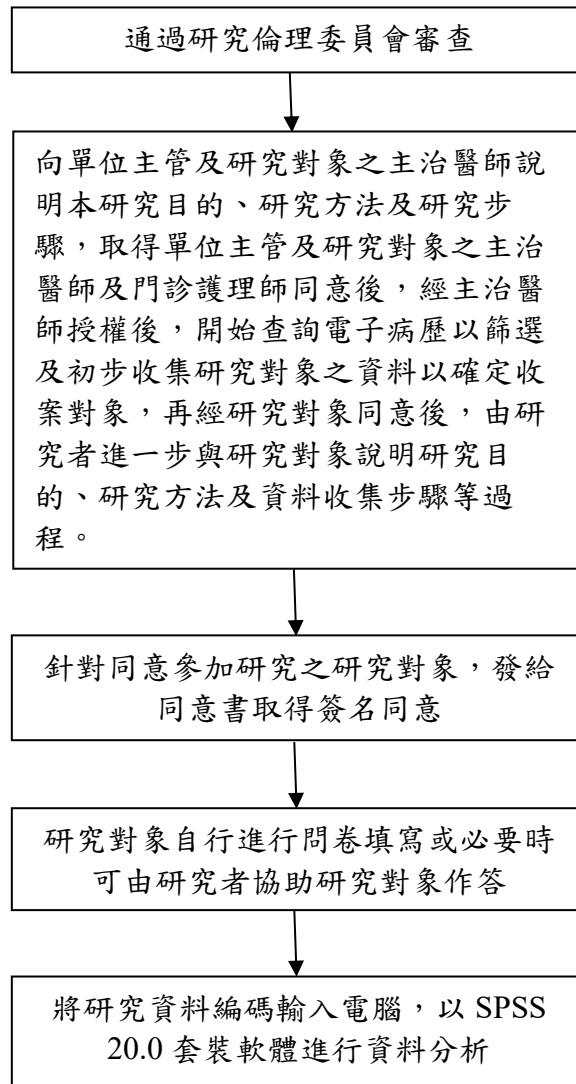 通過研究倫理委員會審查
向單位主管及研究對象之主治醫師說
明本研究目的、研究方法及研究步
驟，取得單位主管及研究對象之主治
醫師及門診護理師同意後，經主治醫
師授權後，開始查詢電子病歷以篩選
及初步收集研究對象之資料以確定收
案對象，再經研究對象同意後，由研
究者進一步與研究對象說明研究目
的、研究方法及資料收集步驟等過
程。
針對同意參加研究之研究對象，發給
同意書取得簽名同意
研究對象自行進行問卷填寫或必要時
可由研究者協助研究對象作答
將研究資料編碼輸入電腦，以 SPSS
20.0 套裝軟體進行資料分析